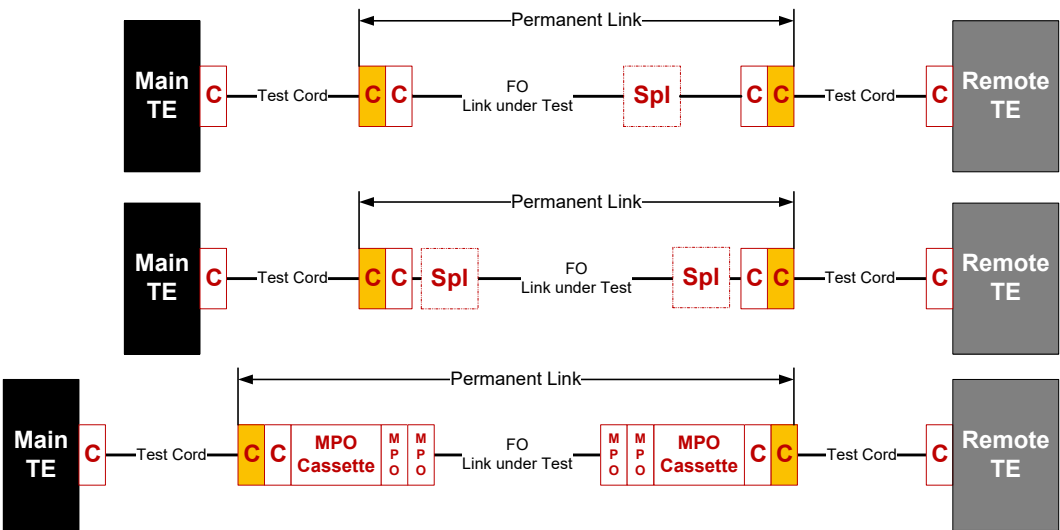 Permanent Link
Main TE
C
Test Cord
C C
FO
Link under Test
Spl
C C
Test Cord
C
Remote TE
Permanent Link
Main TE
C
Test Cord
C C
Spl
FO
Link under Test
Spl
C C
Test Cord
C
Remote TE
Permanent Link
Main TE
C
Test Cord
C C
MPO
Cassette
MPO
MPO
FO
Link under Test
MPO
MPO
MPO
Cassette
C C
Test Cord
C
Remote TE